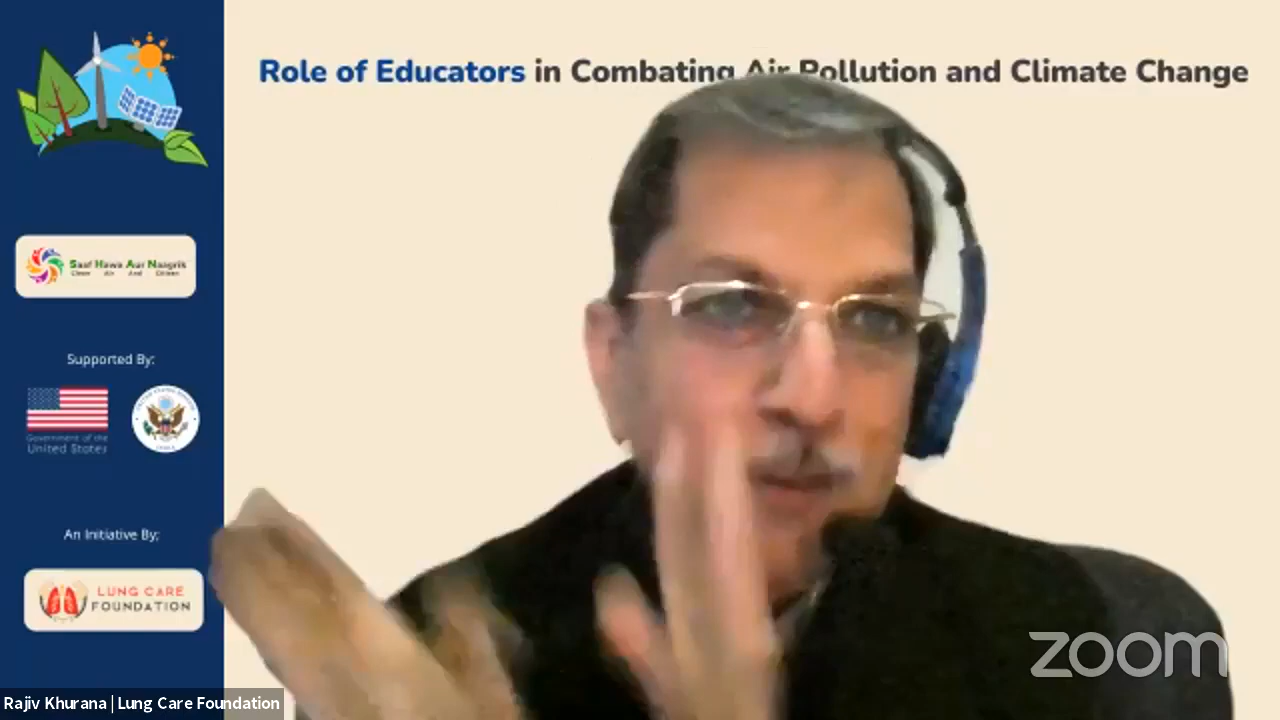 Role of Educators in Combating Air Pollution and Climate Change
Saaf Hawa Aur Naagrik
Clean Air And Citizen
Supported By:
Government of the
United States
An Initiative By:
LUNG CARE
FOUNDATION
zoom
Rajiv Khurana | Lung Care Foundation